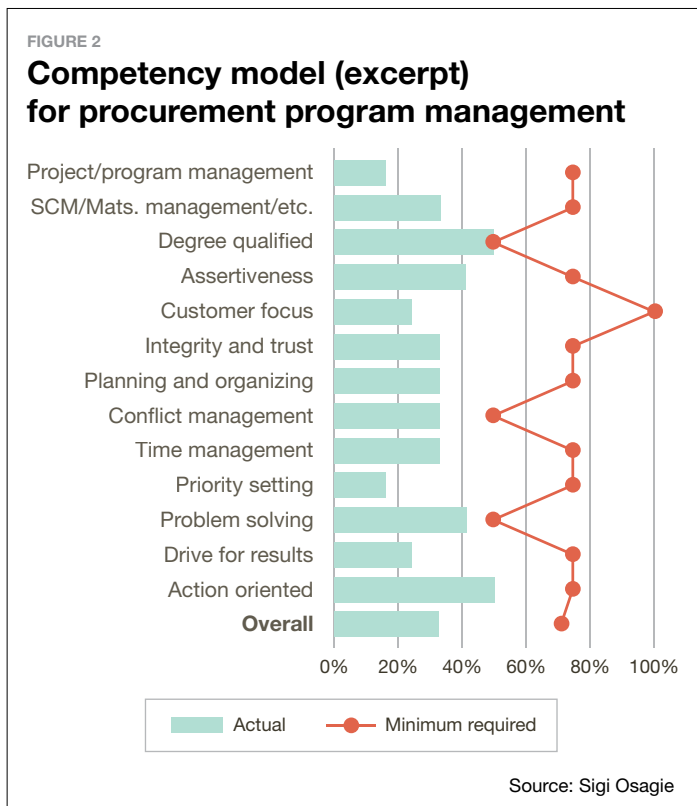 FIGURE 2
Competency model (excerpt)
for procurement program management
Project/program management
SCM/Mats. management/etc.
Degree qualified
Assertiveness
Customer focus
Integrity and trust
Planning and organizing
Conflict management
Time management
Priority setting
Problem solving
Drive for results
Action oriented
Overall
0% 20% 40% 60% 80% 100%
Actual Minimum required
Source: Sigi Osagie